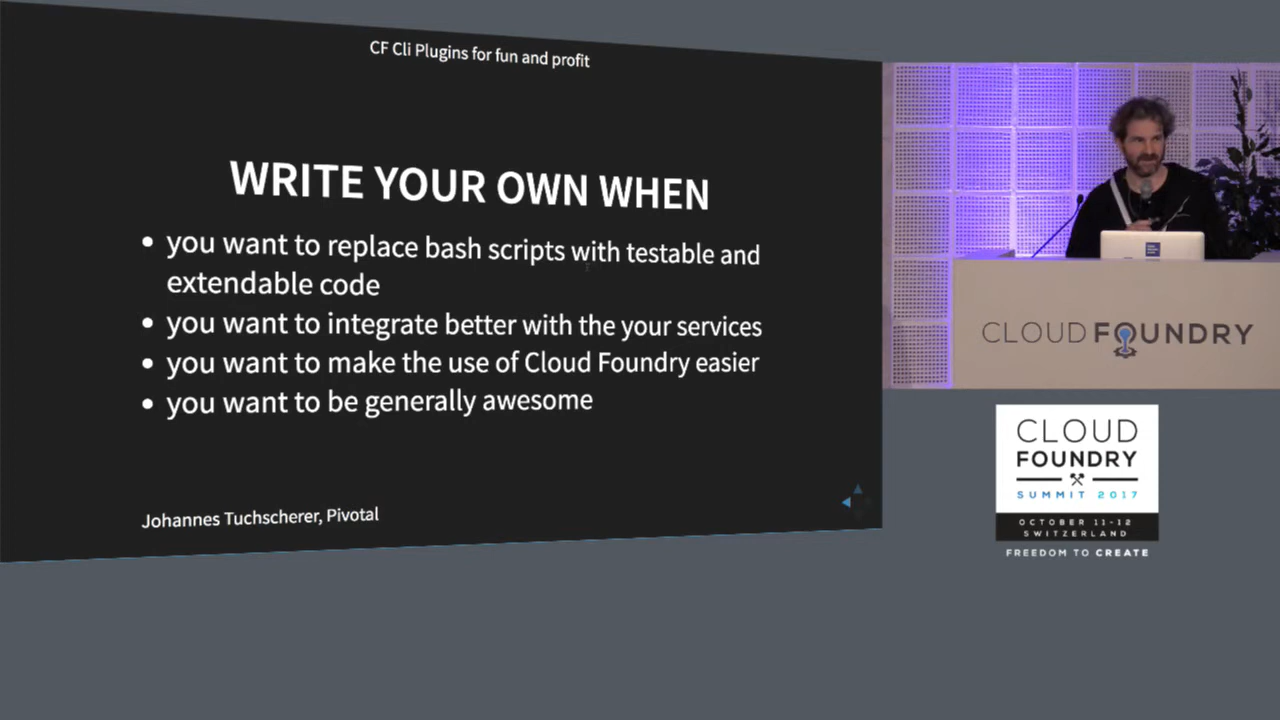 CF Cli Plugins for fun and profit
WRITE YOUR OWN WHEN
• you want to replace bash scripts with testable and
extendable code
• you want to integrate better with the your services
• you want to make the use of Cloud Foundry easier
• you want to be generally awesome
Johannes Tuchscherer, Pivotal
CLOUD FOUNDRY
CLOUD
FOUNDRY
SUMMIT 2017
OCTOBER 11-12
SWITZERLAND
FREEDOM TO CREATE